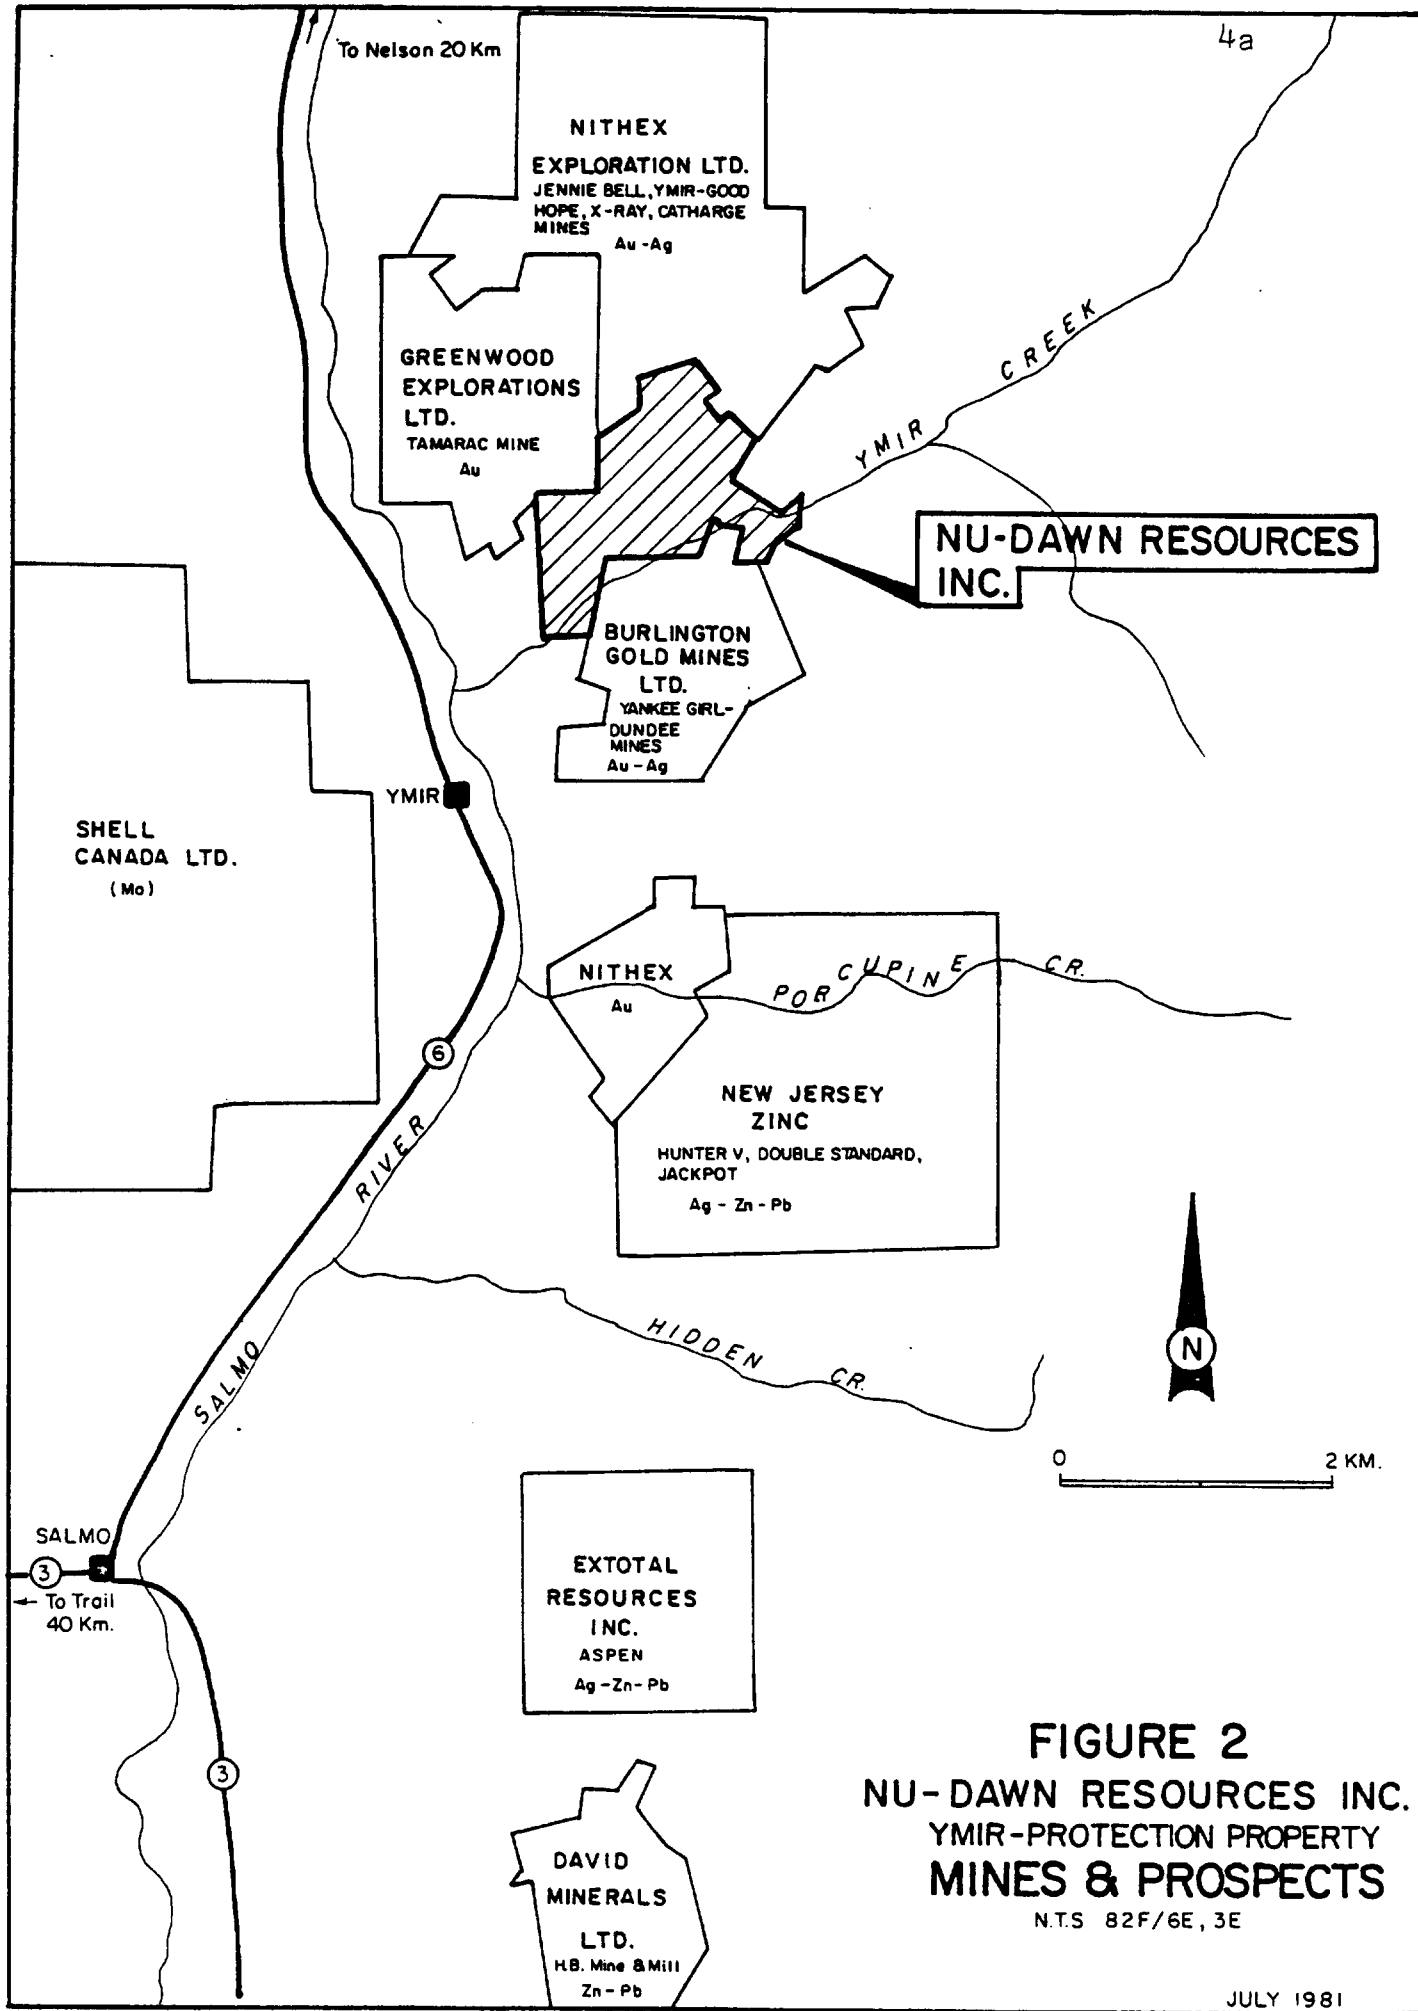 4a
To Nelson 20 Km
NITHEX
EXPLORATION LTD.
JENNIE BELL, YMIR-GOOD
HOPE, X-RAY, CATHARGE
MINES
Au-Ag
GREENWOOD
EXPLORATIONS
LTD.
TAMARAC MINE
Au
YMIR CREEK
NU-DAWN RESOURCES
INC.
BURLINGTON
GOLD MINES
LTD.
YANKEE GIRL-
DUNDEE
MINES
Au-Ag
YMIR
SHELL
CANADA LTD.
(Mo)
NITHEX
Au
PORCUPINE CR.
6
NEW JERSEY
ZINC
HUNTER V, DOUBLE STANDARD,
JACKPOT
Ag-Zn-Pb
SALMO RIVER
HIDDEN CR.
N
0 2 KM.
SALMO
3
To Trail
40 Km.
EXTOTAL
RESOURCES
INC.
ASPEN
Ag-Zn-Pb
3
DAVID
MINERALS
LTD.
H.B. Mine & Mill
Zn-Pb
FIGURE 2
NU-DAWN RESOURCES INC.
YMIR-PROTECTION PROPERTY
MINES & PROSPECTS
N.T.S 82F/6E, 3E
JULY 1981